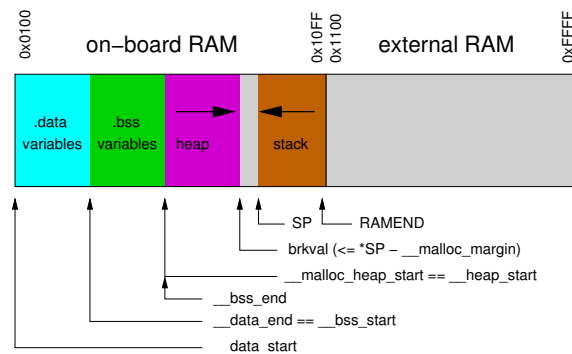 0x0100
on−board RAM
0x10FF
0x1100
external RAM
0xFFFF
.data
variables
.bss
variables
heap
stack
SP
RAMEND
brkval (<= *SP − __malloc_margin)
__malloc_heap_start == __heap_start
__bss_end
__data_end == __bss_start
__data_start